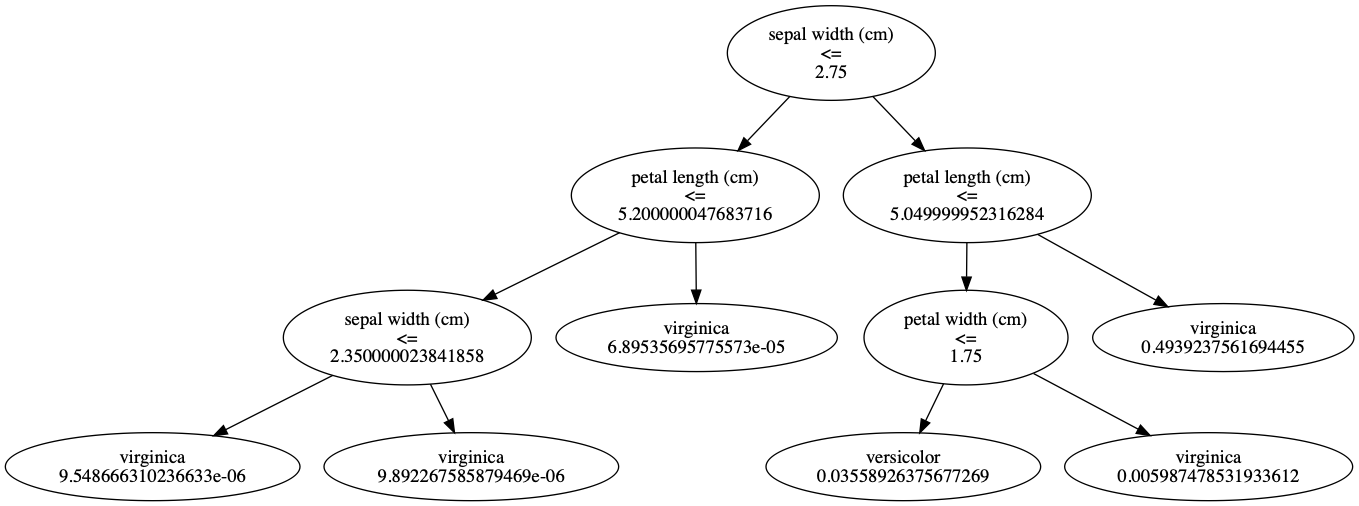 sepal width (cm)
<=
2.75
petal length (cm)
<=
5.200000047683716
petal length (cm)
<=
5.049999952316284
sepal width (cm)
<=
2.350000023841858
virginica
6.89535695775573e-05
petal width (cm)
<=
1.75
virginica
0.4939237561694455
virginica
9.548666310236633e-06
virginica
9.892267585879469e-06
versicolor
0.03558926375677269
virginica
0.005987478531933612